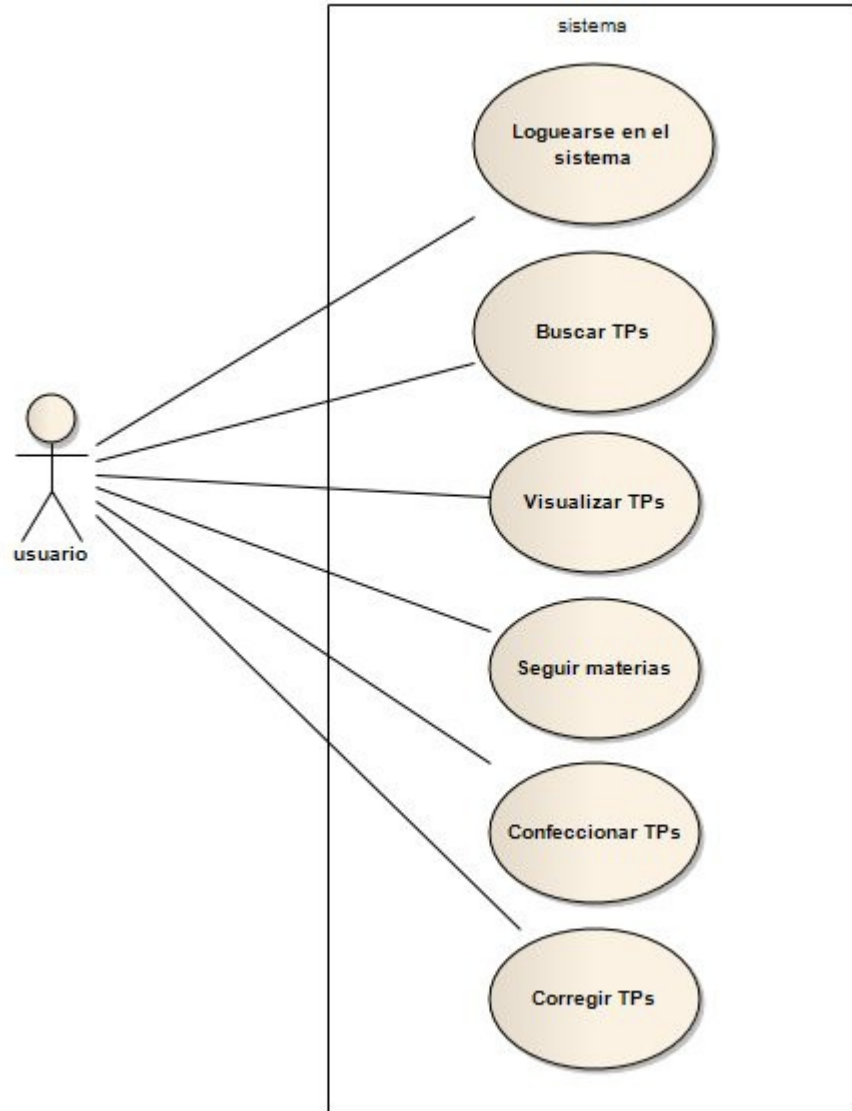 sistema
Loguearse en el
sistema
Buscar TPs
Visualizar TPs
usuario
Seguir materias
Confeccionar TPs
Corregir TPs